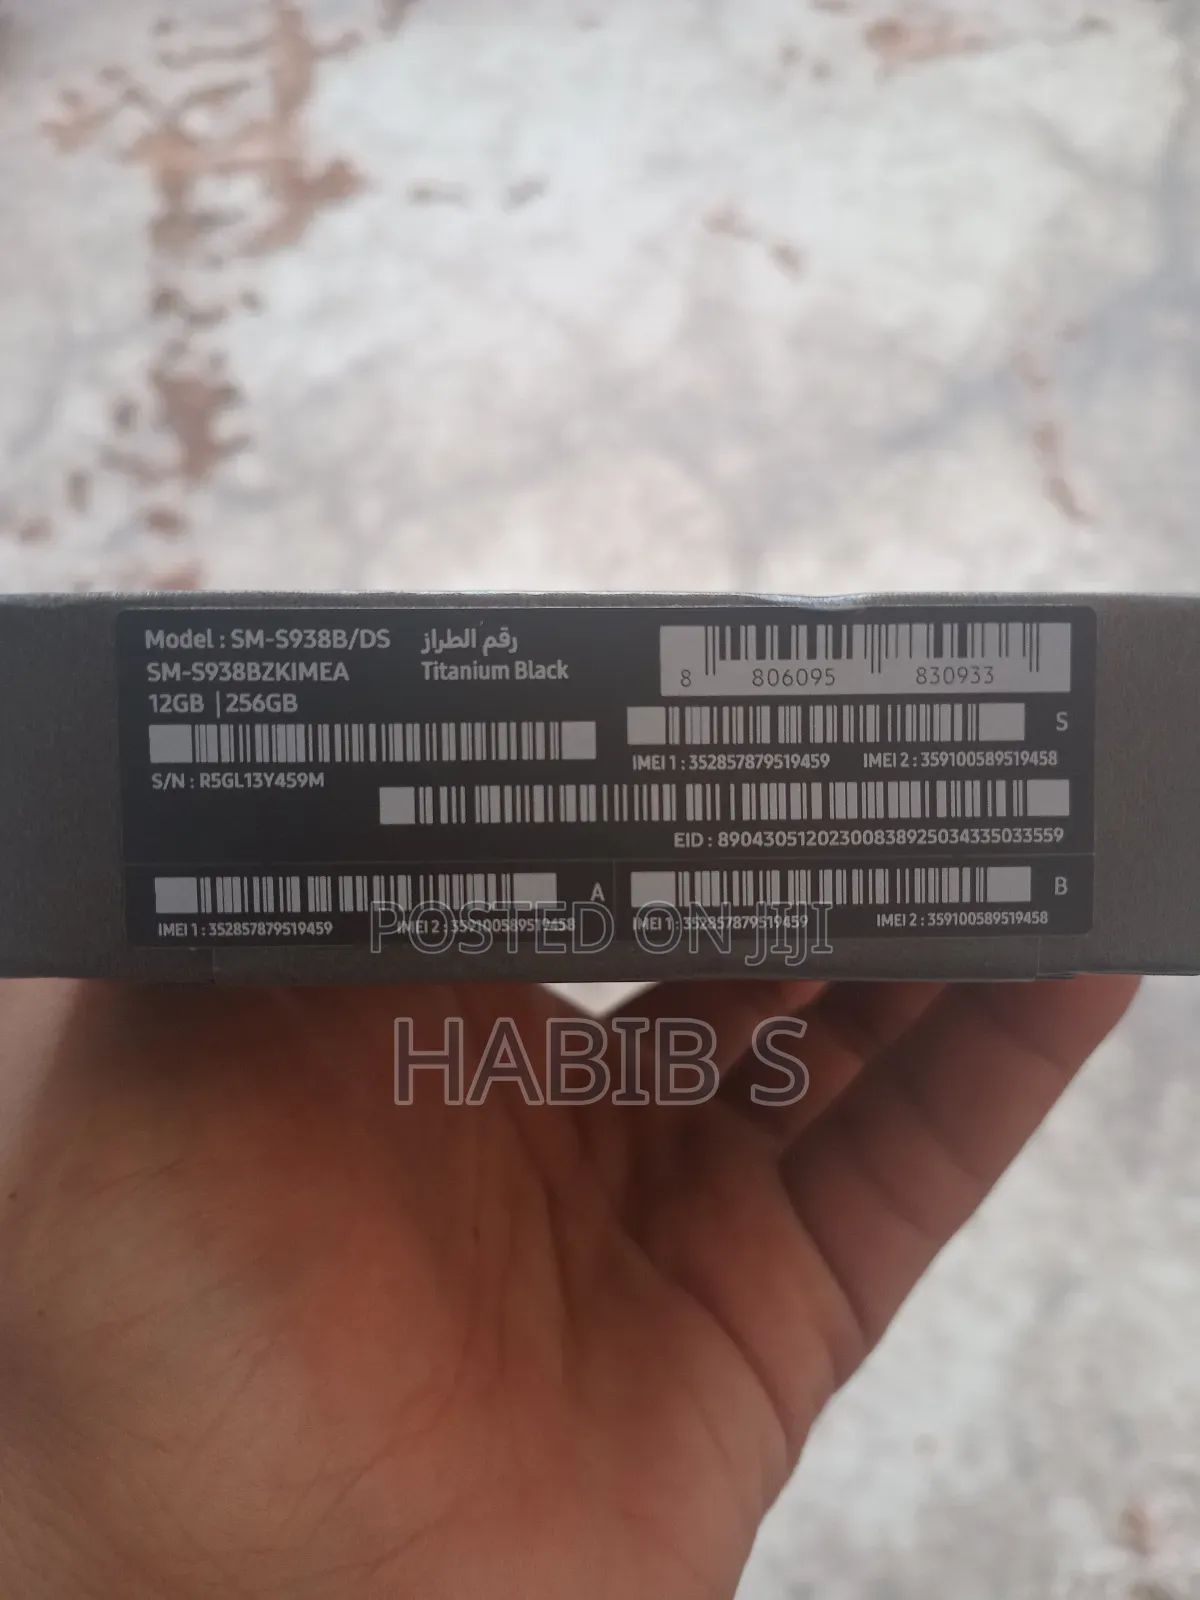 Model : SM-S938B/DS رقم الطراز
SM-S938BZKIMEA Titanium Black
12GB | 256GB
8 806095 830933
S
IMEI 1 : 352857879519459 IMEI 2 : 359100589519458
S/N : R5GL13Y459M
EID : 89043051202300838925034335033559
A
IMEI 1 : 352857879519459 IMEI 2 : 359100589519458
B
IMEI 1 : 352857879519459 IMEI 2 : 359100589519458
POSTED ON JIJI
HABIB S